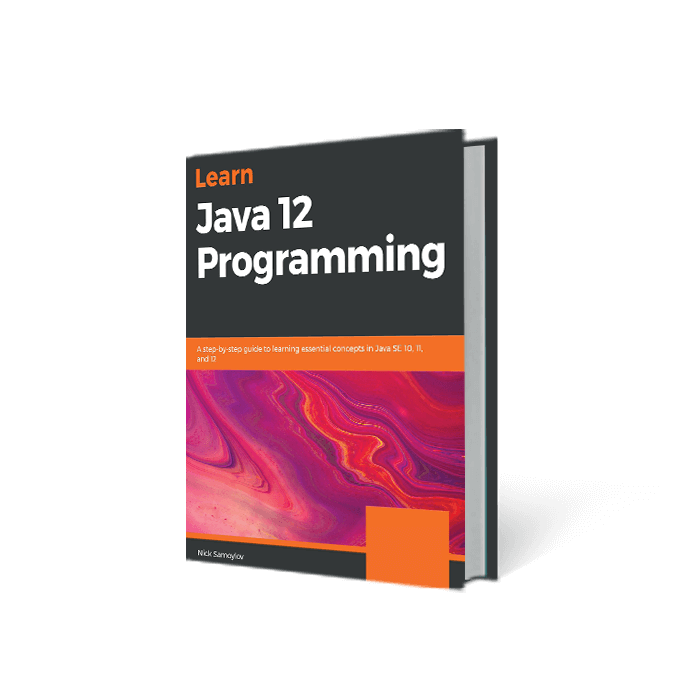 Learn
Java 12
Programming
A step-by-step guide to learning essential concepts in Java SE 10, 11,
and 12
Nick Samoylov